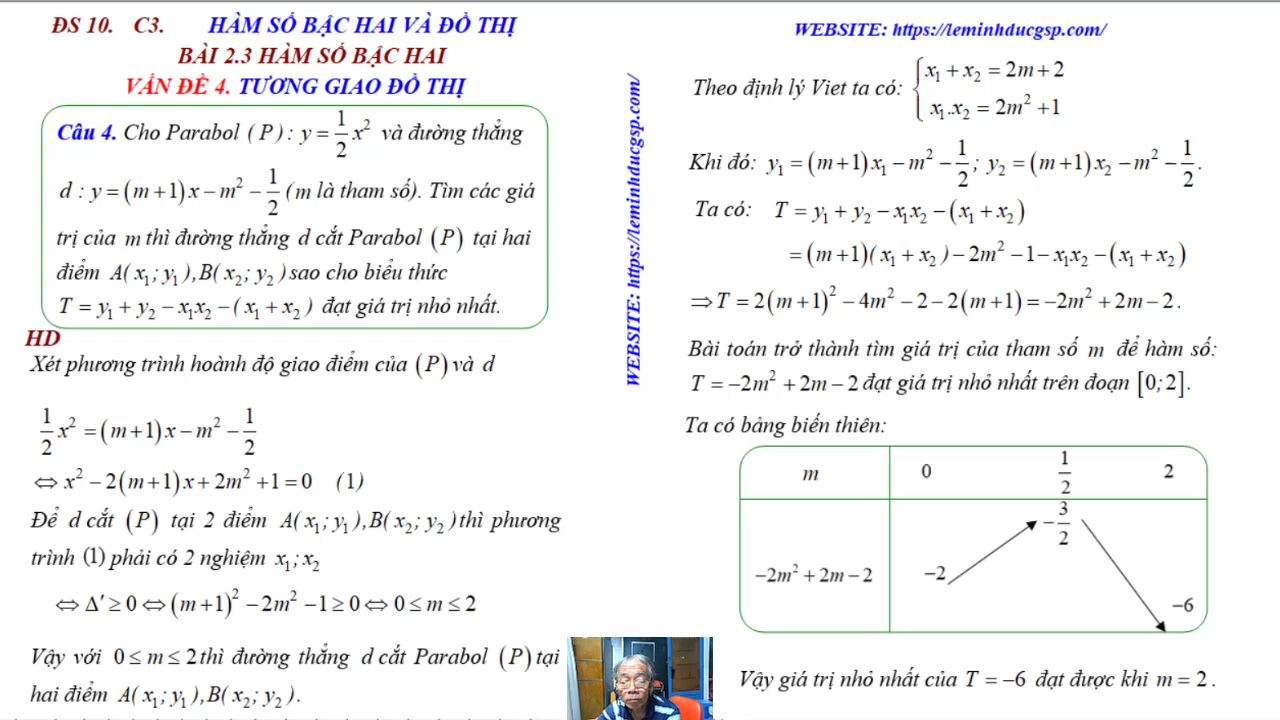 ĐS 10. C3. HÀM SỐ BẬC HAI VÀ ĐỒ THỊ
BÀI 2.3 HÀM SỐ BẬC HAI
VẤN ĐỀ 4. TƯƠNG GIAO ĐỒ THỊ
Câu 4. Cho Parabol (P): y = 1/2 x² và đường thẳng
d : y = (m+1)x − m² − 1/2 (m là tham số). Tìm các giá
trị của m thì đường thẳng d cắt Parabol (P) tại hai
điểm A(x₁; y₁), B(x₂; y₂) sao cho biểu thức
T = y₁ + y₂ − x₁x₂ − (x₁ + x₂) đạt giá trị nhỏ nhất.
HD
Xét phương trình hoành độ giao điểm của (P) và d
1/2 x² = (m+1)x − m² − 1/2
⇔ x² − 2(m+1)x + 2m² + 1 = 0 (1)
Để d cắt (P) tại 2 điểm A(x₁; y₁), B(x₂; y₂) thì phương
trình (1) phải có 2 nghiệm x₁; x₂
⇔ Δ' ≥ 0 ⇔ (m+1)² − 2m² − 1 ≥ 0 ⇔ 0 ≤ m ≤ 2
Vậy với 0 ≤ m ≤ 2 thì đường thẳng d cắt Parabol (P) tại
hai điểm A(x₁; y₁), B(x₂; y₂).
WEBSITE: https://leminhducgsp.com/
WEBSITE: https://leminhducgsp.com/
Theo định lý Viet ta có: { x₁ + x₂ = 2m + 2
x₁.x₂ = 2m² + 1
Khi đó: y₁ = (m+1)x₁ − m² − 1/2; y₂ = (m+1)x₂ − m² − 1/2.
Ta có: T = y₁ + y₂ − x₁x₂ − (x₁ + x₂)
= (m+1)(x₁ + x₂) − 2m² − 1 − x₁x₂ − (x₁ + x₂)
⇒ T = 2(m+1)² − 4m² − 2 − 2(m+1) = −2m² + 2m − 2.
Bài toán trở thành tìm giá trị của tham số m để hàm số:
T = −2m² + 2m − 2 đạt giá trị nhỏ nhất trên đoạn [0; 2].
Ta có bảng biến thiên:
m 0 1/2 2
−3/2
−2m² + 2m − 2 −2
−6
Vậy giá trị nhỏ nhất của T = −6 đạt được khi m = 2.